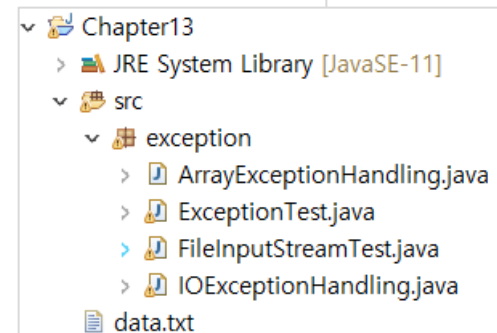 Chapter13
JRE System Library [JavaSE-11]
src
exception
ArrayExceptionHandling.java
ExceptionTest.java
FileInputStreamTest.java
IOExceptionHandling.java
data.txt